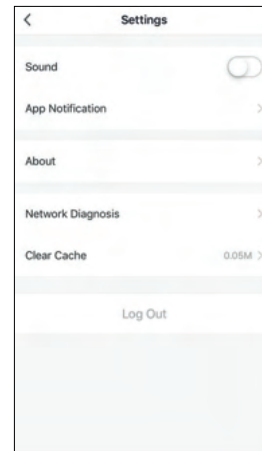 Settings
Sound
App Notification
About
Network Diagnosis
Clear Cache 0.05M
Log Out